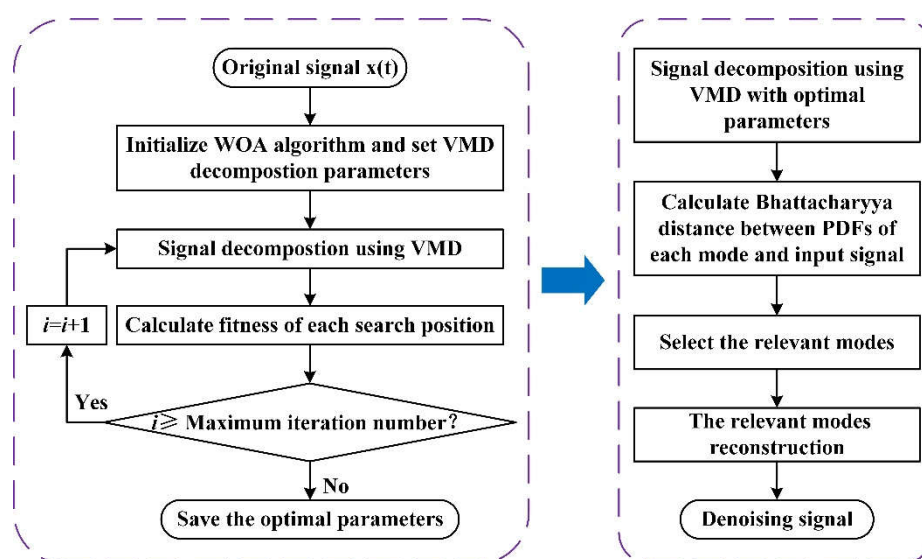 Original signal x(t)
Initialize WOA algorithm and set VMD
decompostion parameters
Signal decompostion using VMD
i=i+1
Calculate fitness of each search position
Yes
i⩾ Maximum iteration number?
No
Save the optimal parameters
Signal decomposition using
VMD with optimal
parameters
Calculate Bhattacharyya
distance between PDFs of
each mode and input signal
Select the relevant modes
The relevant modes
reconstruction
Denoising signal